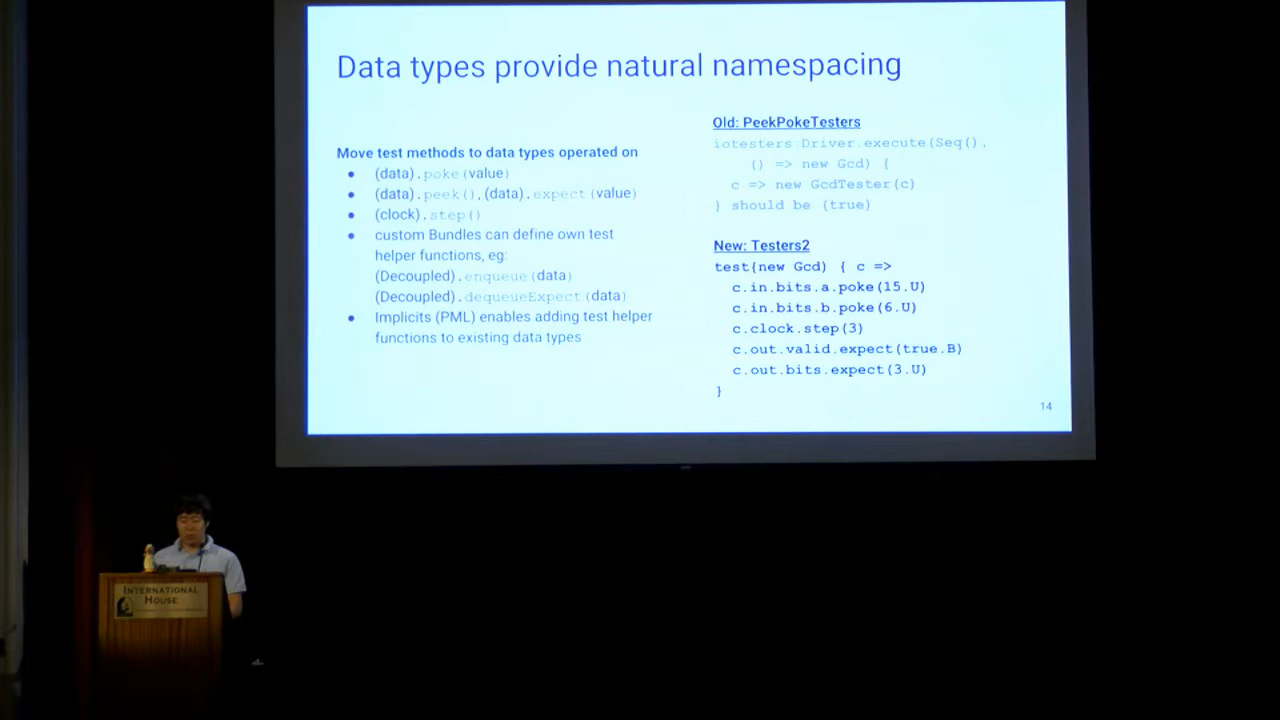 Data types provide natural namespacing
Move test methods to data types operated on
● (data).poke(value)
● (data).peek(), (data).expect(value)
● (clock).step()
● custom Bundles can define own test
helper functions, eg:
(Decoupled).enqueue(data)
(Decoupled).dequeueExpect(data)
● Implicits (PML) enables adding test helper
functions to existing data types
Old: PeekPokeTesters
iotesters.Driver.execute(Seq(),
() => new Gcd) {
c => new GcdTester(c)
} should be (true)
New: Testers2
test(new Gcd) { c =>
c.in.bits.a.poke(15.U)
c.in.bits.b.poke(6.U)
c.clock.step(3)
c.out.valid.expect(true.B)
c.out.bits.expect(3.U)
}
14
INTERNATIONAL
HOUSE